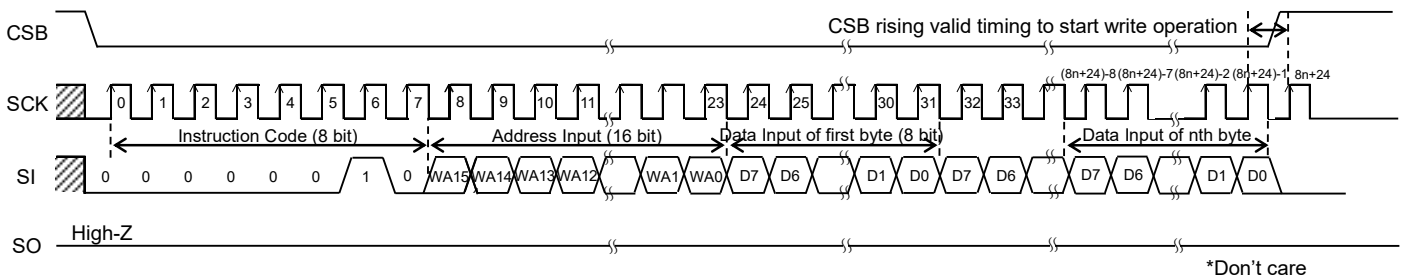 CSB
CSB rising valid timing to start write operation
(8n+24)-8 (8n+24)-7 (8n+24)-2 (8n+24)-1 8n+24
SCK 0 1 2 3 4 5 6 7 8 9 10 11 23 24 25 30 31 32 33
Instruction Code (8 bit) Address Input (16 bit) Data Input of first byte (8 bit) Data Input of nth byte
SI 0 0 0 0 0 0 1 0 WA15 WA14 WA13 WA12 WA1 WA0 D7 D6 D1 D0 D7 D6 D7 D6 D1 D0
High-Z
SO
*Don't care